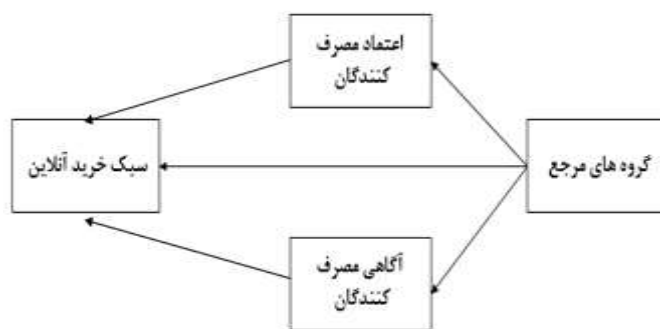 اعتماد مصرف
کنندگان
گروه های مرجع
سبک خرید آنلاین
آگاهی مصرف
کنندگان